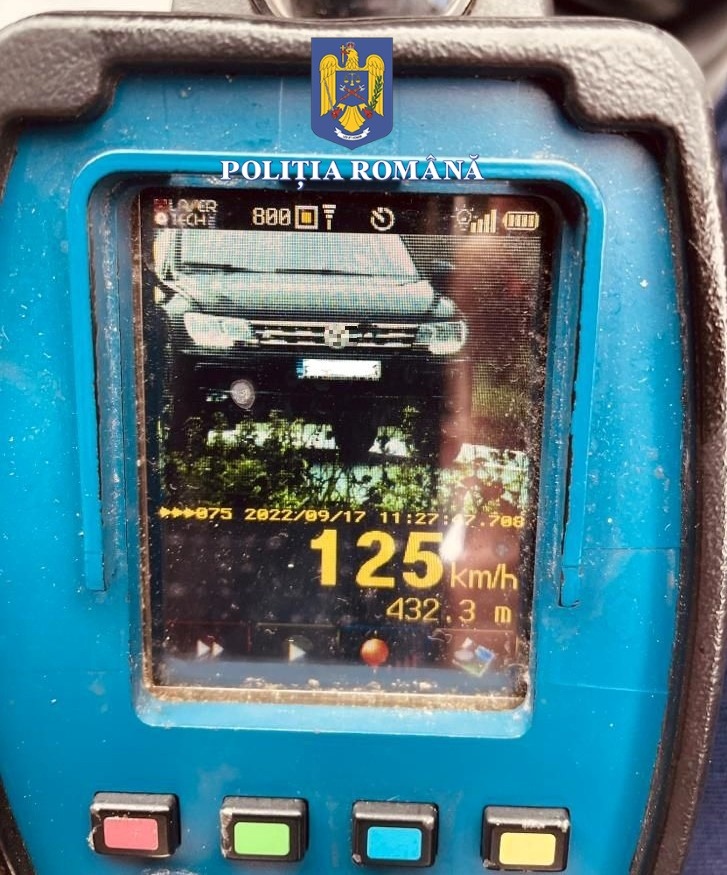 POLIȚIA ROMÂNĂ
LASER
TECH
800
▶▶▶075 2022/09/17 11:27:47.708
125 km/h
432.3 m